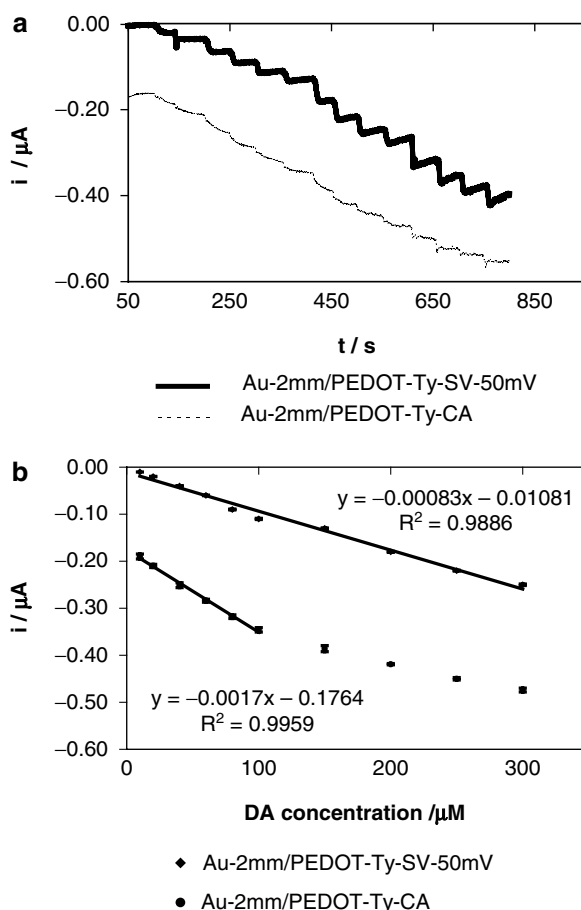 a
0.00
−0.20
−0.40
−0.60
i / μA
50 250 450 650 850
t / s
Au-2mm/PEDOT-Ty-SV-50mV
Au-2mm/PEDOT-Ty-CA
b
0.00
−0.10
−0.20
−0.30
−0.40
−0.50
−0.60
i / μA
y = −0.00083x − 0.01081
R² = 0.9886
y = −0.0017x − 0.1764
R² = 0.9959
0 100 200 300
DA concentration /μM
Au-2mm/PEDOT-Ty-SV-50mV
Au-2mm/PEDOT-Ty-CA